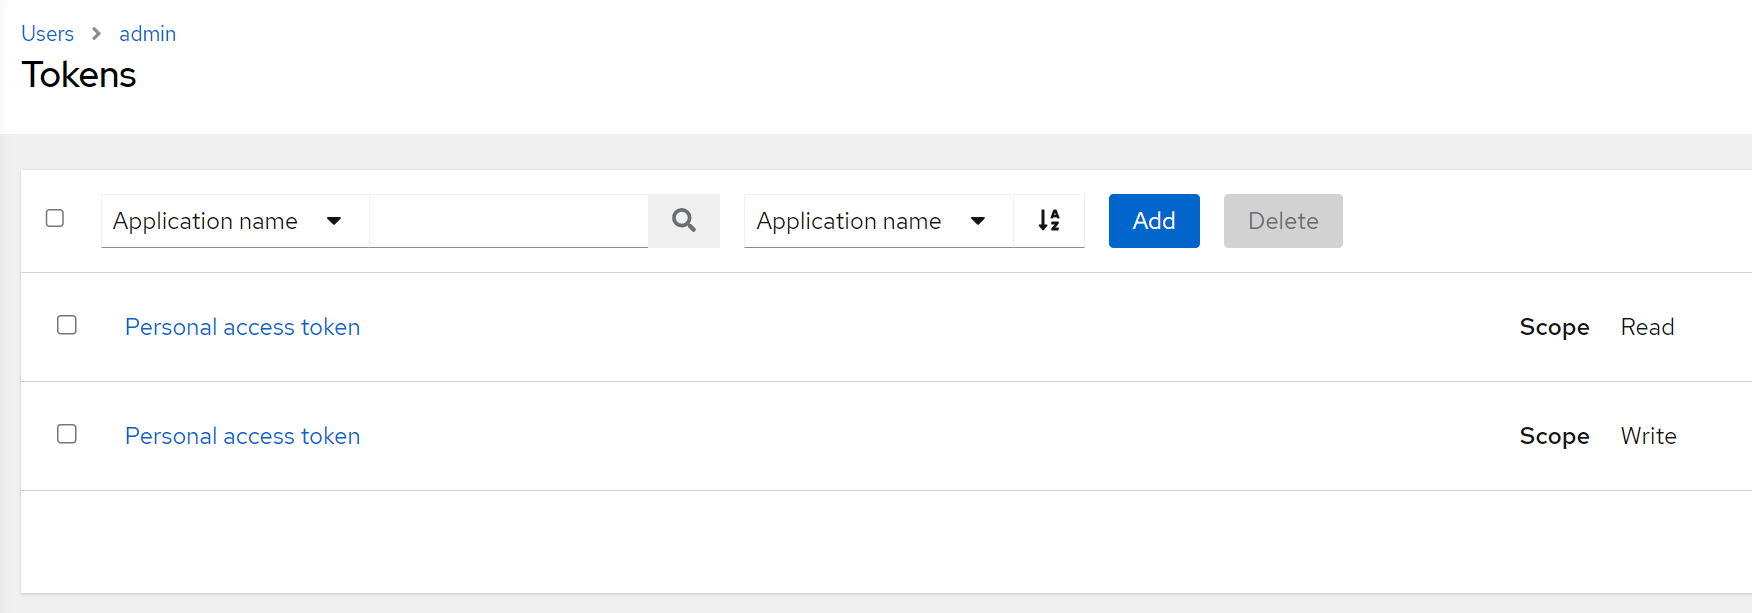 Users admin
Tokens
Application name Application name Add Delete
Personal access token Scope Read
Personal access token Scope Write